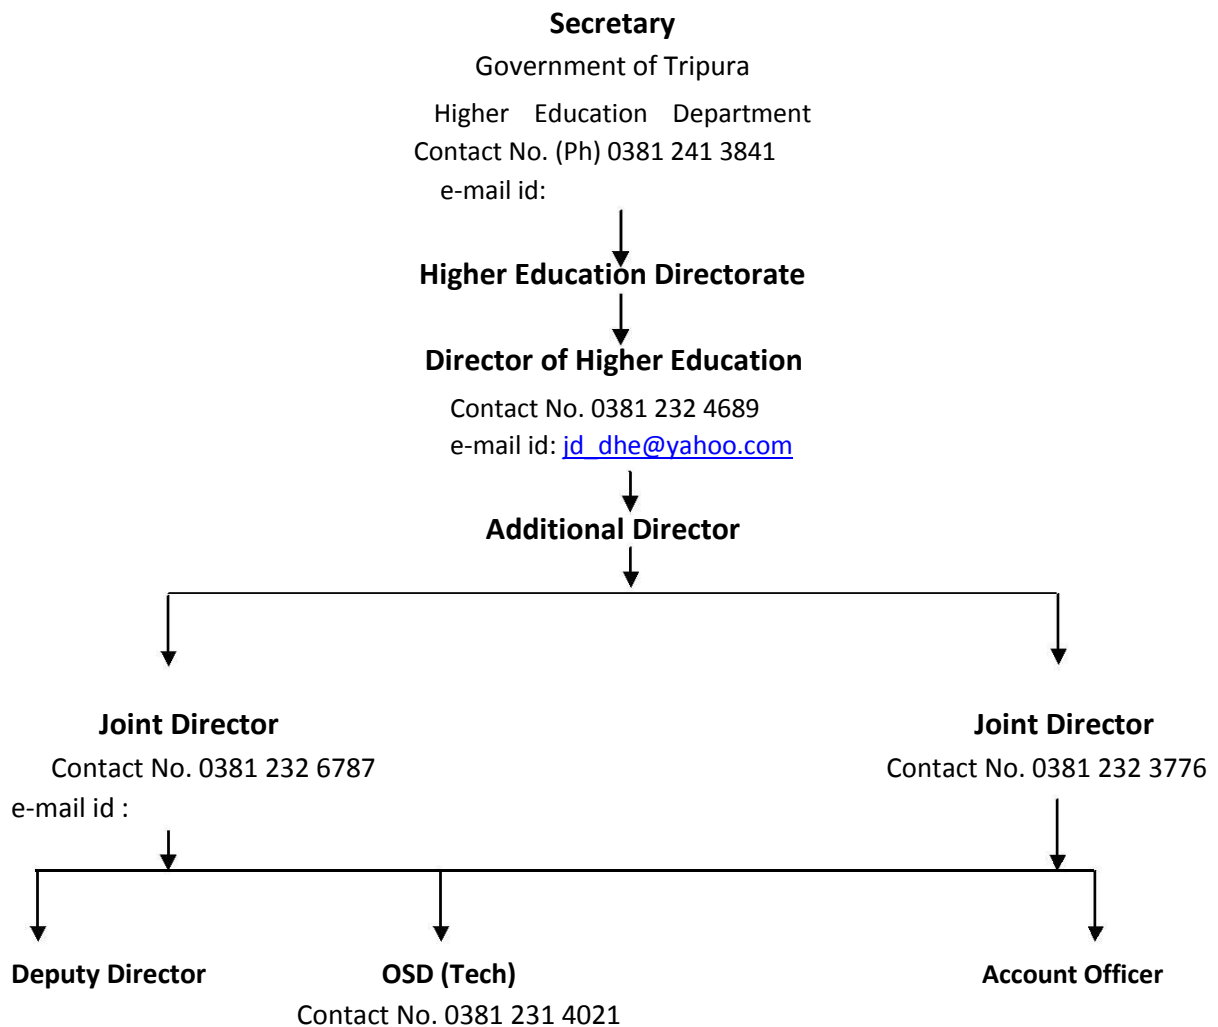 Secretary
Government of Tripura
Higher Education Department
Contact No. (Ph) 0381 241 3841
e-mail id:
Higher Education Directorate
Director of Higher Education
Contact No. 0381 232 4689
e-mail id: jd_dhe@yahoo.com
Additional Director
Joint Director
Contact No. 0381 232 6787
e-mail id :
Joint Director
Contact No. 0381 232 3776
Deputy Director
OSD (Tech)
Contact No. 0381 231 4021
Account Officer